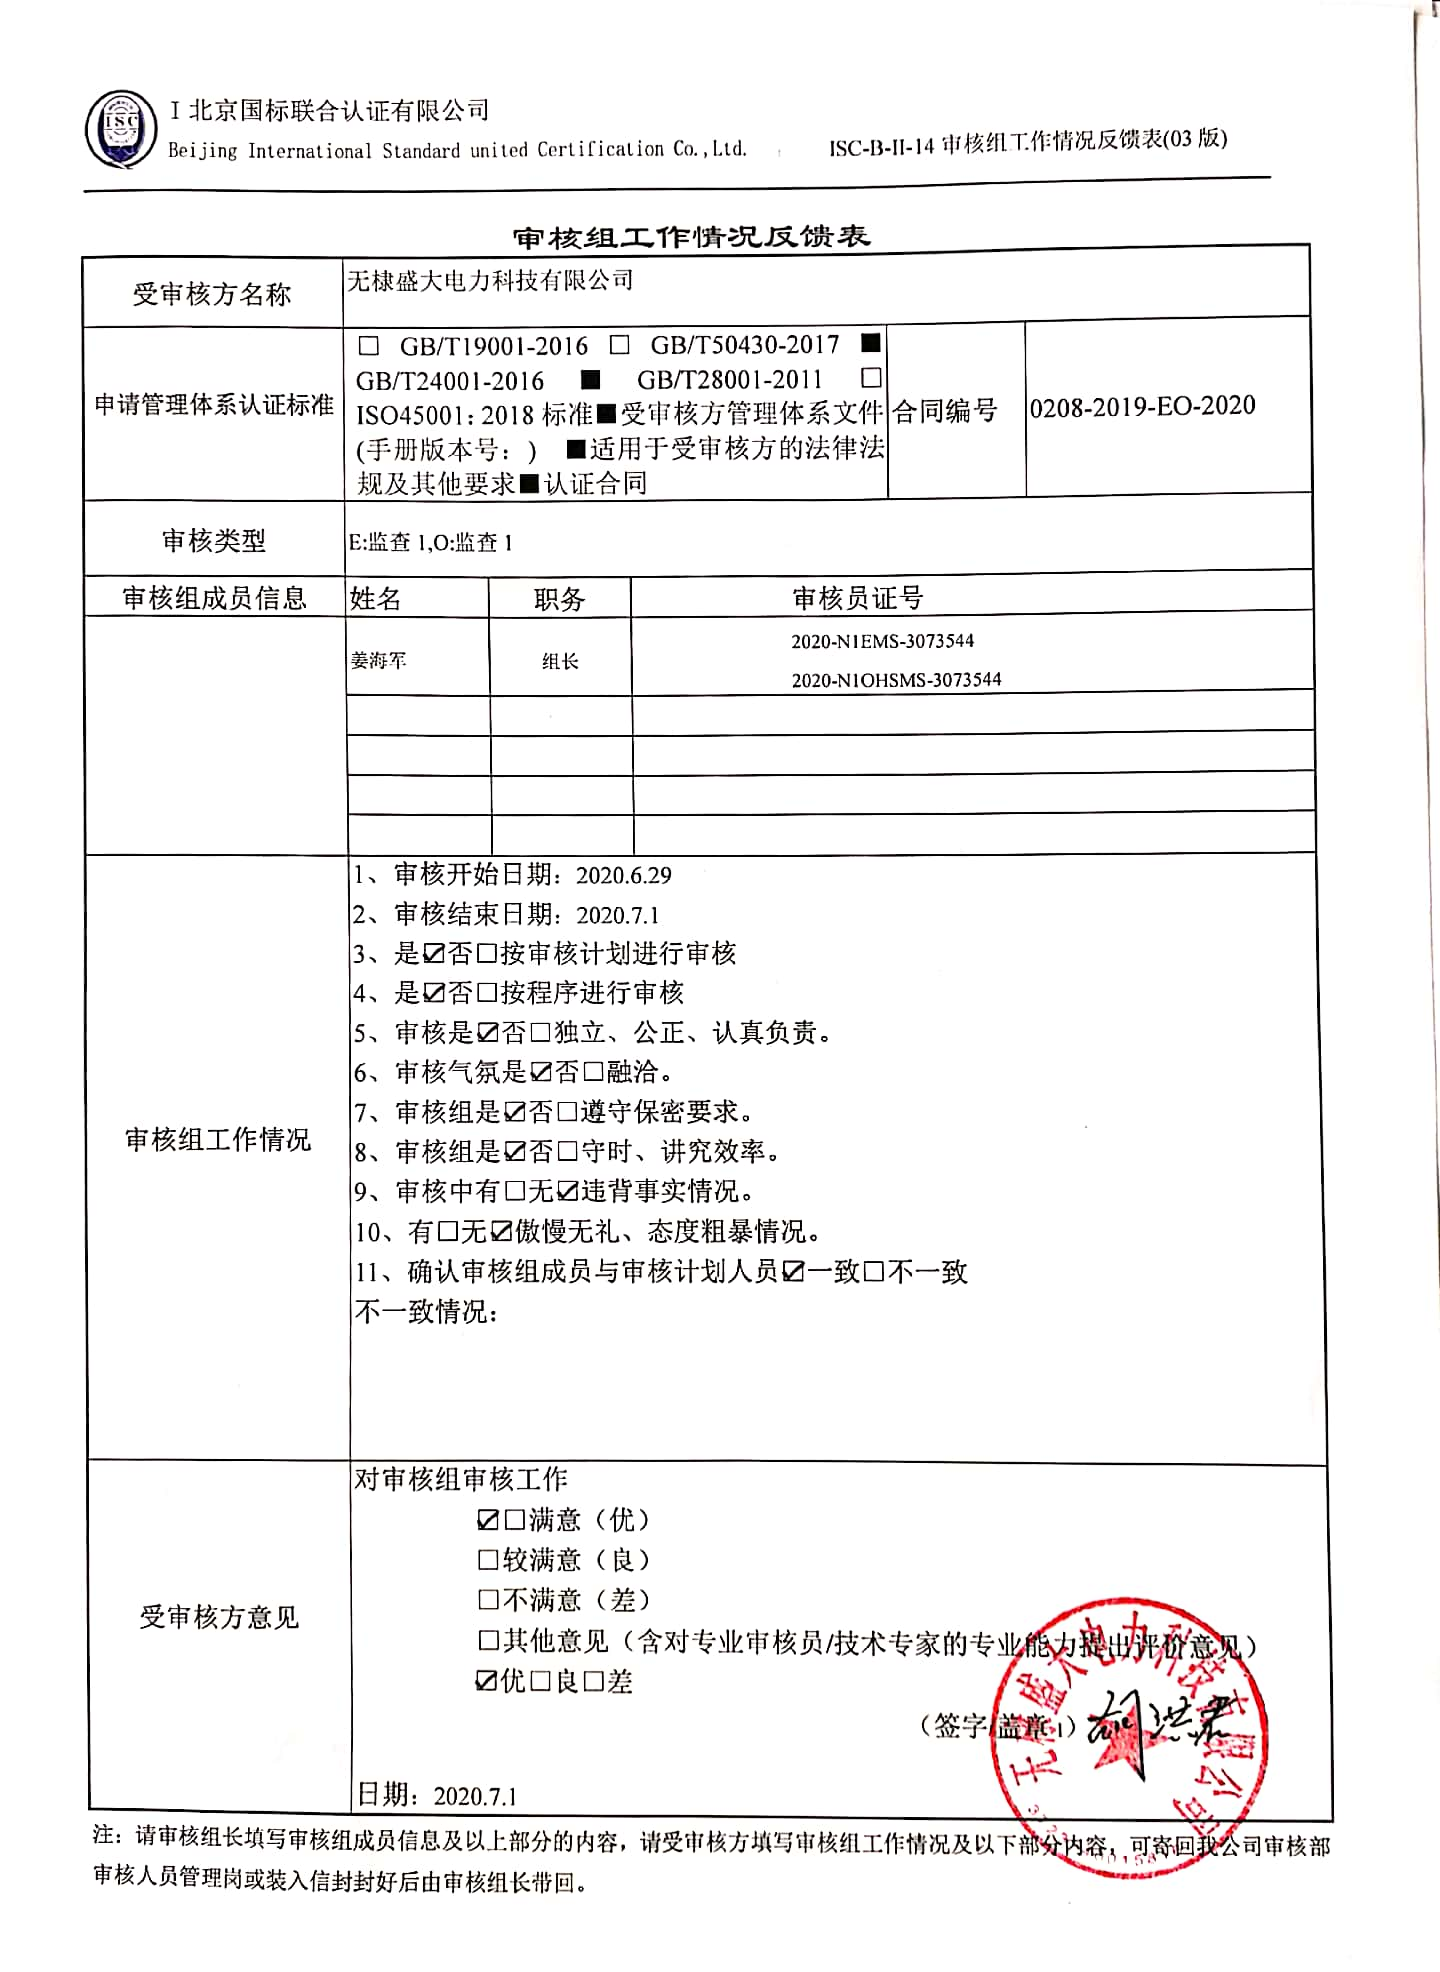 ISC
I 北京国标联合认证有限公司
Beijing International Standard united Certification Co.,Ltd.
ISC-B-II-14 审核组工作情况反馈表(03 版)
审核组工作情况反馈表
受审核方名称
无棣盛大电力科技有限公司
申请管理体系认证标准
□ GB/T19001-2016 □ GB/T50430-2017 ■
GB/T24001-2016 ■ GB/T28001-2011 □
ISO45001: 2018 标准■受审核方管理体系文件
(手册版本号: ) ■适用于受审核方的法律法
规及其他要求■认证合同
合同编号
0208-2019-EO-2020
审核类型
E:监查 1,O:监查 1
审核组成员信息
姓名
职务
审核员证号
姜海军
组长
2020-N1EMS-3073544
2020-N1OHSMS-3073544
审核组工作情况
1、审核开始日期: 2020.6.29
2、审核结束日期: 2020.7.1
3、是☑否□按审核计划进行审核
4、是☑否□按程序进行审核
5、审核是☑否□独立、公正、认真负责。
6、审核气氛是☑否□融洽。
7、审核组是☑否□遵守保密要求。
8、审核组是☑否□守时、讲究效率。
9、审核中有□无☑违背事实情况。
10、有□无☑傲慢无礼、态度粗暴情况。
11、确认审核组成员与审核计划人员☑一致□不一致
不一致情况:
受审核方意见
对审核组审核工作
☑□满意（优）
□较满意（良）
□不满意（差）
□其他意见（含对专业审核员/技术专家的专业能力提出评价意见）
☑优□良□差
（签字/盖章）
无棣盛大电力科技有限公司
日期: 2020.7.1
注: 请审核组长填写审核组成员信息及以上部分的内容，请受审核方填写审核组工作情况及以下部分内容，可寄回我公司审核部
审核人员管理岗或装入信封封好后由审核组长带回。